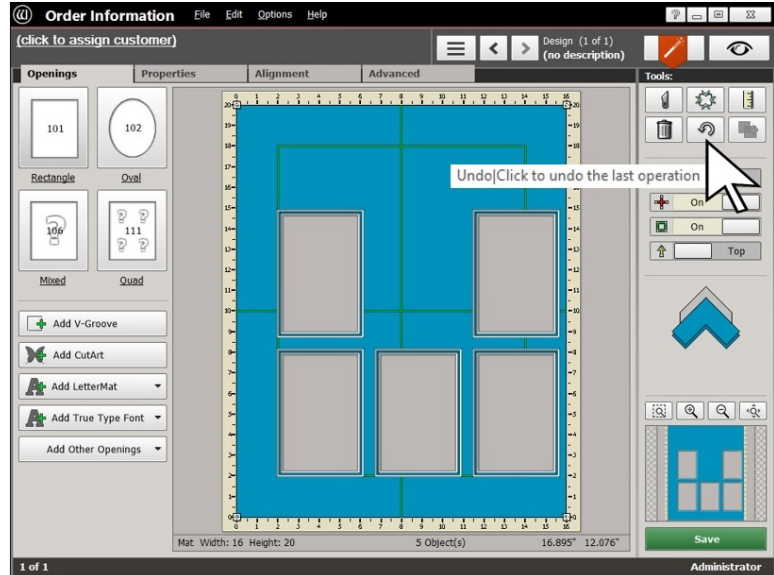 Order Information File Edit Options Help
(click to assign customer)
Design (1 of 1)
(no description)
Openings Properties Alignment Advanced
Tools:
101 102
Rectangle Oval
106 111
Mixed Quad
Undo|Click to undo the last operation
On
On
Top
Add V-Groove
Add CutArt
Add LetterMat
Add True Type Font
Add Other Openings
Mat Width: 16 Height: 20 5 Object(s) 16.895" 12.076"
Save
1 of 1 Administrator